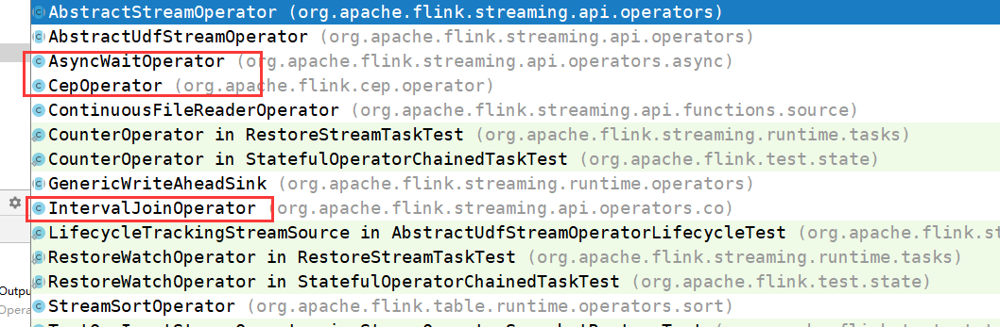 AbstractStreamOperator (org.apache.flink.streaming.api.operators)
AbstractUdfStreamOperator (org.apache.flink.streaming.api.operators)
AsyncWaitOperator (org.apache.flink.streaming.api.operators.async)
CepOperator (org.apache.flink.cep.operator)
ContinuousFileReaderOperator (org.apache.flink.streaming.api.functions.source)
CounterOperator in RestoreStreamTaskTest (org.apache.flink.streaming.runtime.tasks)
CounterOperator in StatefulOperatorChainedTaskTest (org.apache.flink.test.state)
GenericWriteAheadSink (org.apache.flink.streaming.runtime.operators)
IntervalJoinOperator (org.apache.flink.streaming.api.operators.co)
LifecycleTrackingStreamSource in AbstractUdfStreamOperatorLifecycleTest (org.apache.flink.st
RestoreWatchOperator in RestoreStreamTaskTest (org.apache.flink.streaming.runtime.tasks)
RestoreWatchOperator in StatefulOperatorChainedTaskTest (org.apache.flink.test.state)
Outpu
StreamSortOperator (org.apache.flink.table.runtime.operators.sort)
Opera